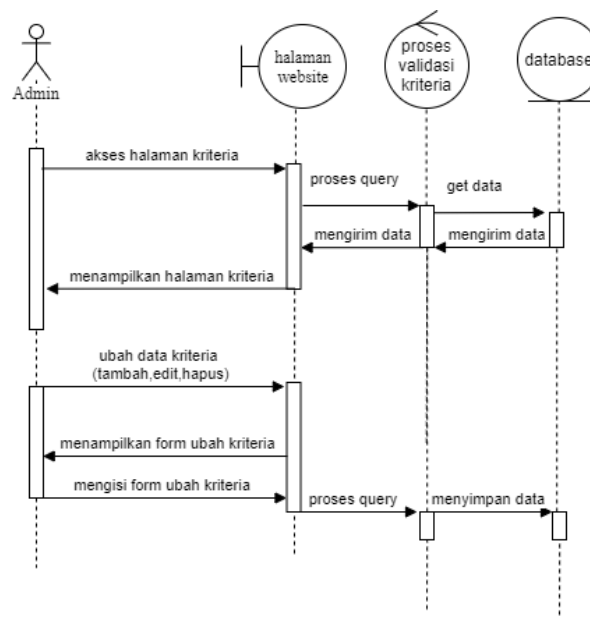 Admin
halaman
website
proses
validasi
kriteria
database
akses halaman kriteria
proses query
get data
mengirim data
mengirim data
menampilkan halaman kriteria
ubah data kriteria
(tambah,edit,hapus)
menampilkan form ubah kriteria
mengisi form ubah kriteria
proses query
menyimpan data